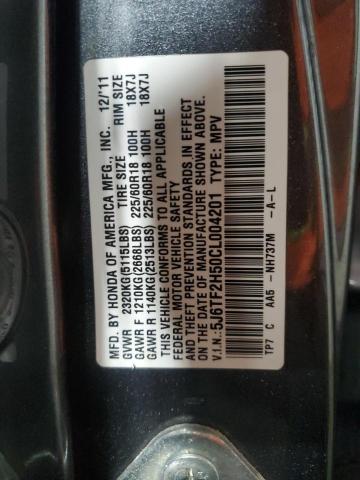 MFD. BY HONDA OF AMERICA MFG., INC. 12/'11
GVWR 2320KG(5115LBS) TIRE SIZE RIM SIZE
GAWR F 1210KG(2668LBS) 225/60R18 100H 18X7J
GAWR R 1140KG(2513LBS) 225/60R18 100H 18X7J
THIS VEHICLE CONFORMS TO ALL APPLICABLE
FEDERAL MOTOR VEHICLE SAFETY
AND THEFT PREVENTION STANDARDS IN EFFECT
ON THE DATE OF MANUFACTURE SHOWN ABOVE.
V.I.N.: 5J6TF2H50CL004201 TYPE: MPV
TP7 C AA5 -NH737M -A-L